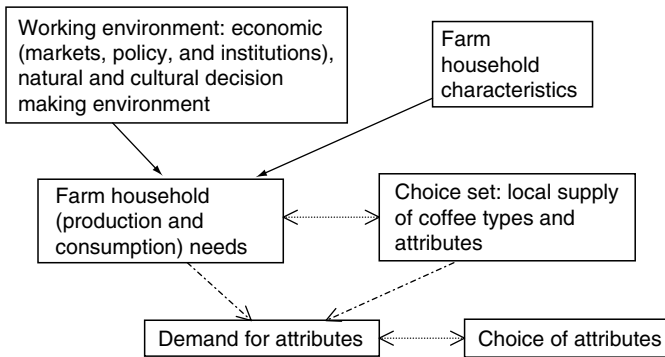 Working environment: economic
(markets, policy, and institutions),
natural and cultural decision
making environment
Farm
household
characteristics
Farm household
(production and
consumption) needs
Choice set: local supply
of coffee types and
attributes
Demand for attributes
Choice of attributes